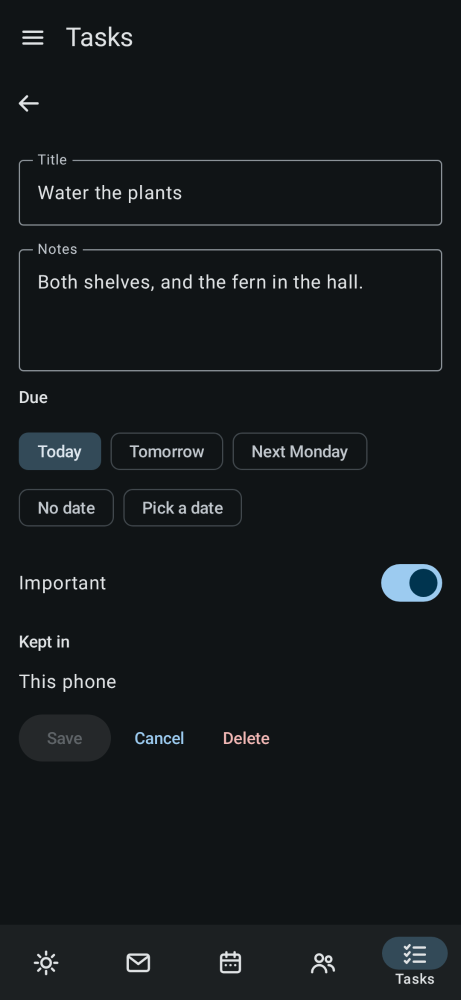 Tasks
Title
Water the plants
Notes
Both shelves, and the fern in the hall.
Due
Today
Tomorrow
Next Monday
No date
Pick a date
Important
Kept in
This phone
Save
Cancel
Delete
Tasks